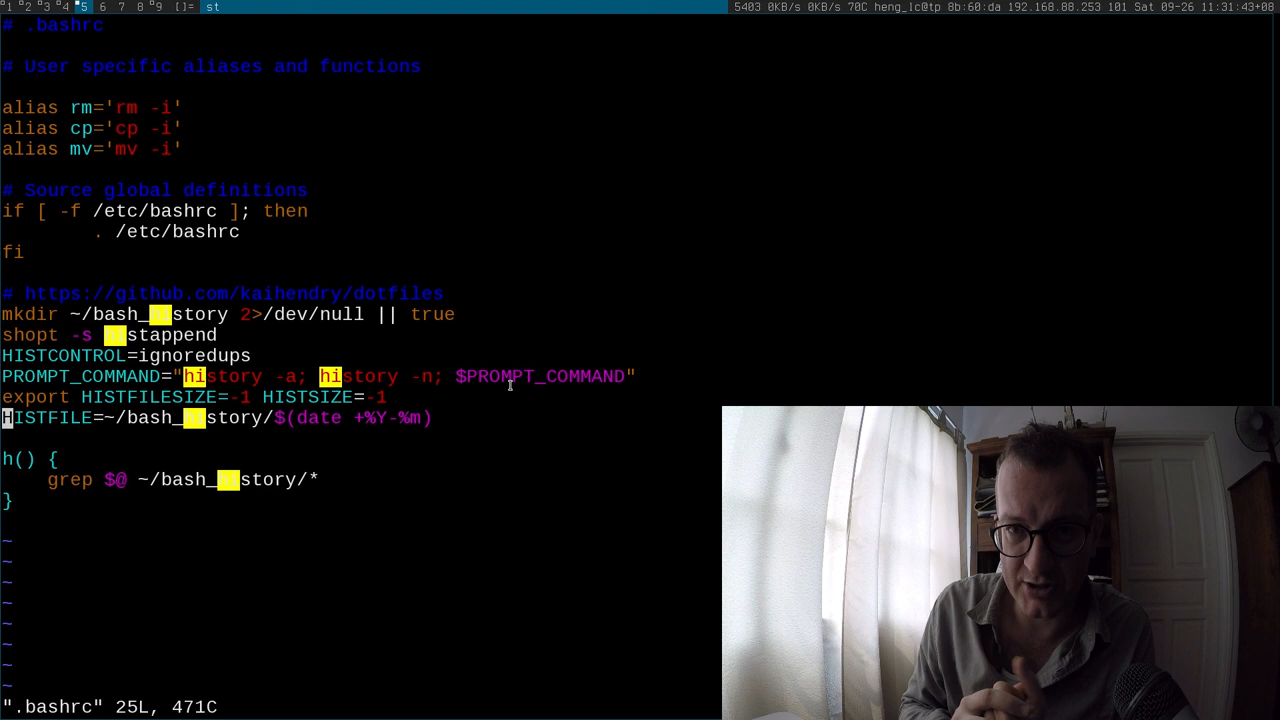 1 2 3 4 5 6 7 8 9 []= st 5403 0KB/s 0KB/s 70C heng_lc@tp 8b:60:da 192.168.88.253 101 Sat 09-26 11:31:43+08
# .bashrc
# User specific aliases and functions
alias rm='rm -i'
alias cp='cp -i'
alias mv='mv -i'
# Source global definitions
if [ -f /etc/bashrc ]; then
        . /etc/bashrc
fi
# https://github.com/kaihendry/dotfiles
mkdir ~/bash_history 2>/dev/null || true
shopt -s histappend
HISTCONTROL=ignoredups
PROMPT_COMMAND="history -a; history -n; $PROMPT_COMMAND"
export HISTFILESIZE=-1 HISTSIZE=-1
HISTFILE=~/bash_history/$(date +%Y-%m)
h() {
    grep $@ ~/bash_history/*
}
~
~
~
~
~
~
~
~
".bashrc" 25L, 471C